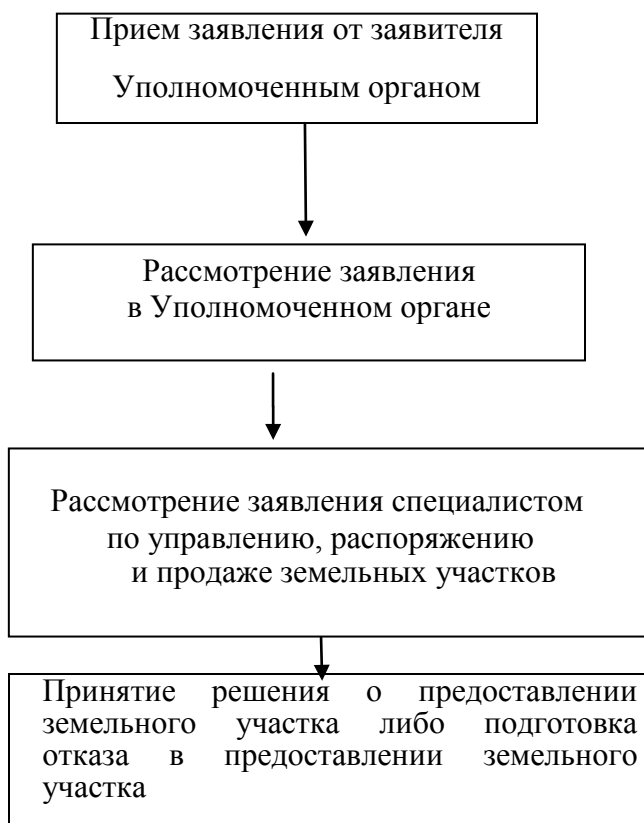 Прием заявления от заявителя
Уполномоченным органом
Рассмотрение заявления
в Уполномоченном органе
Рассмотрение заявления специалистом
по управлению, распоряжению
и продаже земельных участков
Принятие решения о предоставлении
земельного участка либо подготовка
отказа в предоставлении земельного
участка